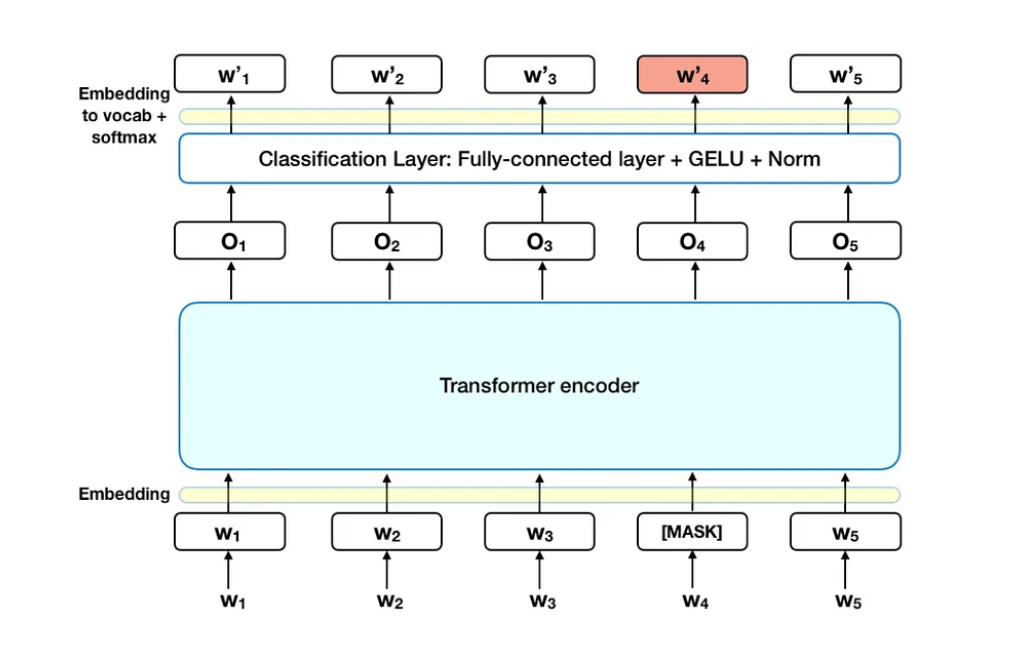 w’₁ w’₂ w’₃ w’₄ w’₅
Embedding
to vocab +
softmax
Classification Layer: Fully-connected layer + GELU + Norm
O₁ O₂ O₃ O₄ O₅
Transformer encoder
Embedding
w₁ w₂ w₃ [MASK] w₅
w₁ w₂ w₃ w₄ w₅